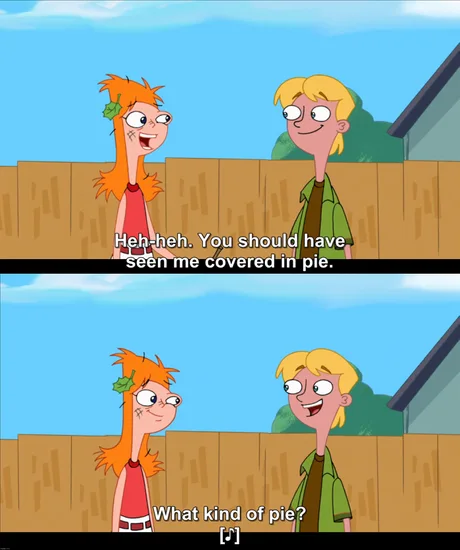 Heh-heh. You should have
seen me covered in pie.
What kind of pie?
[♪]